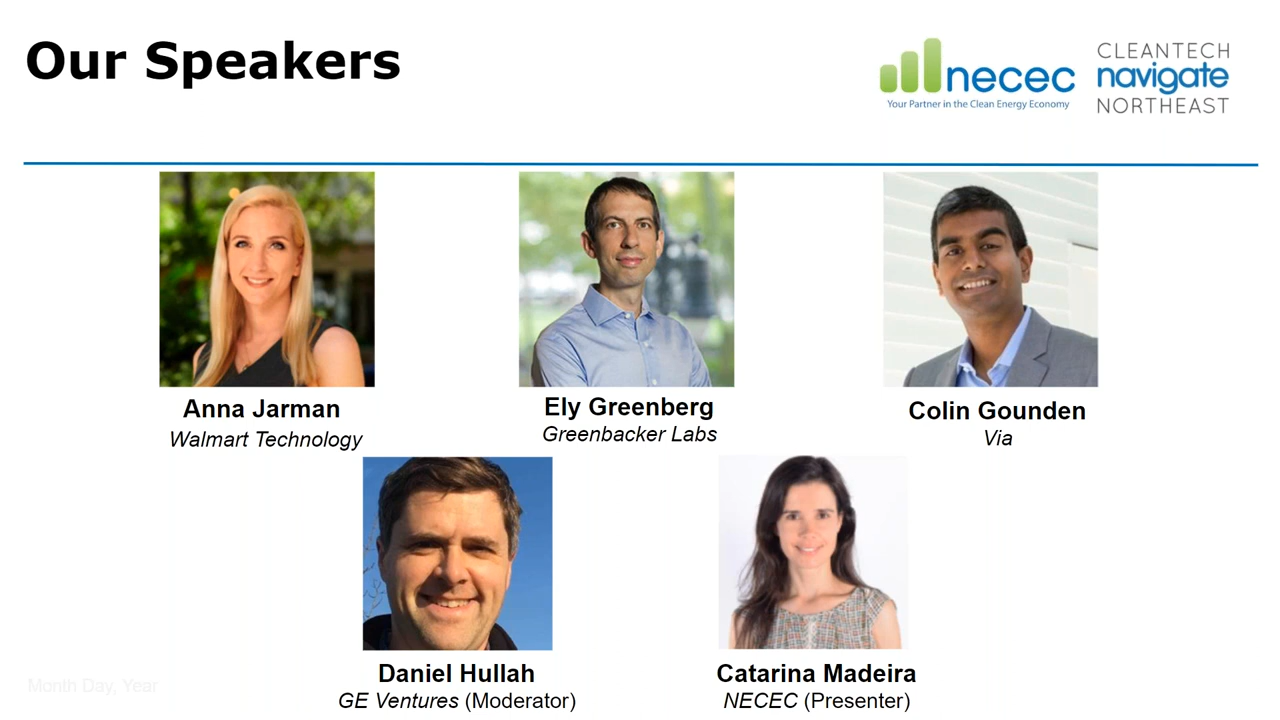 Our Speakers
necec
Your Partner in the Clean Energy Economy
CLEANTECH
navigate
NORTHEAST
Anna Jarman
Walmart Technology
Ely Greenberg
Greenbacker Labs
Colin Gounden
Via
Daniel Hullah
GE Ventures (Moderator)
Catarina Madeira
NECEC (Presenter)
Month Day, Year